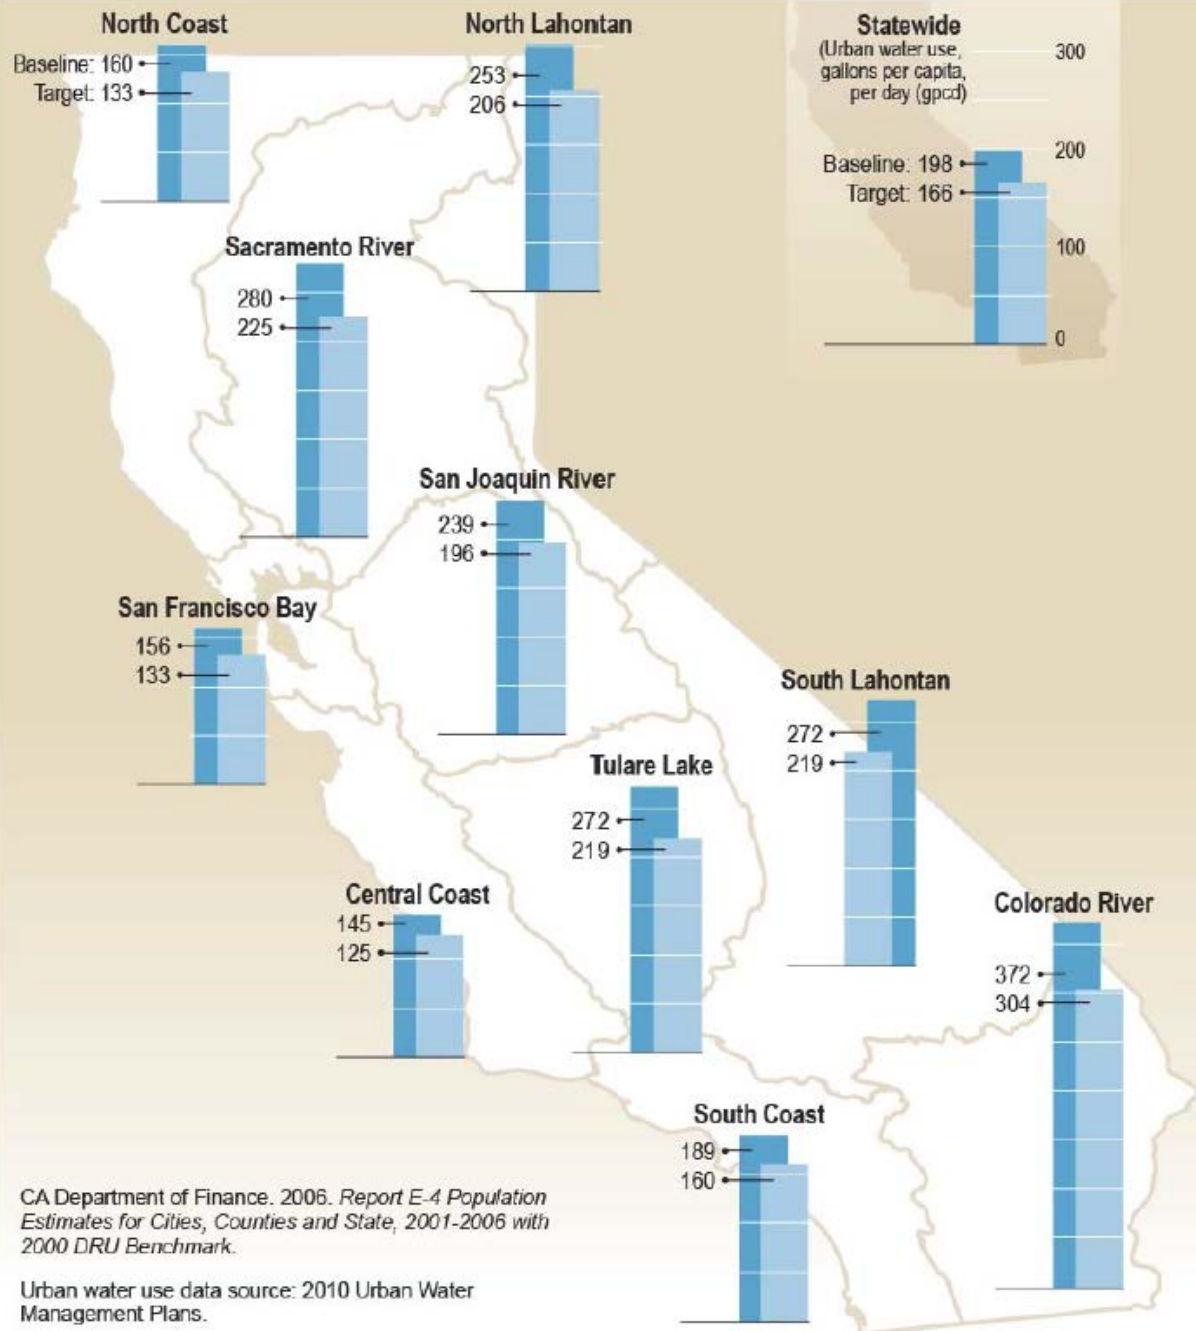 North Coast
Baseline: 160
Target: 133
North Lahontan
253
206
Statewide
(Urban water use,
gallons per capita,
per day (gpcd)
300
200
100
0
Baseline: 198
Target: 166
Sacramento River
280
225
San Joaquin River
239
196
San Francisco Bay
156
133
South Lahontan
272
219
Tulare Lake
272
219
Central Coast
145
125
Colorado River
372
304
South Coast
189
160
CA Department of Finance. 2006. Report E-4 Population
Estimates for Cities, Counties and State, 2001-2006 with
2000 DRU Benchmark.
Urban water use data source: 2010 Urban Water
Management Plans.